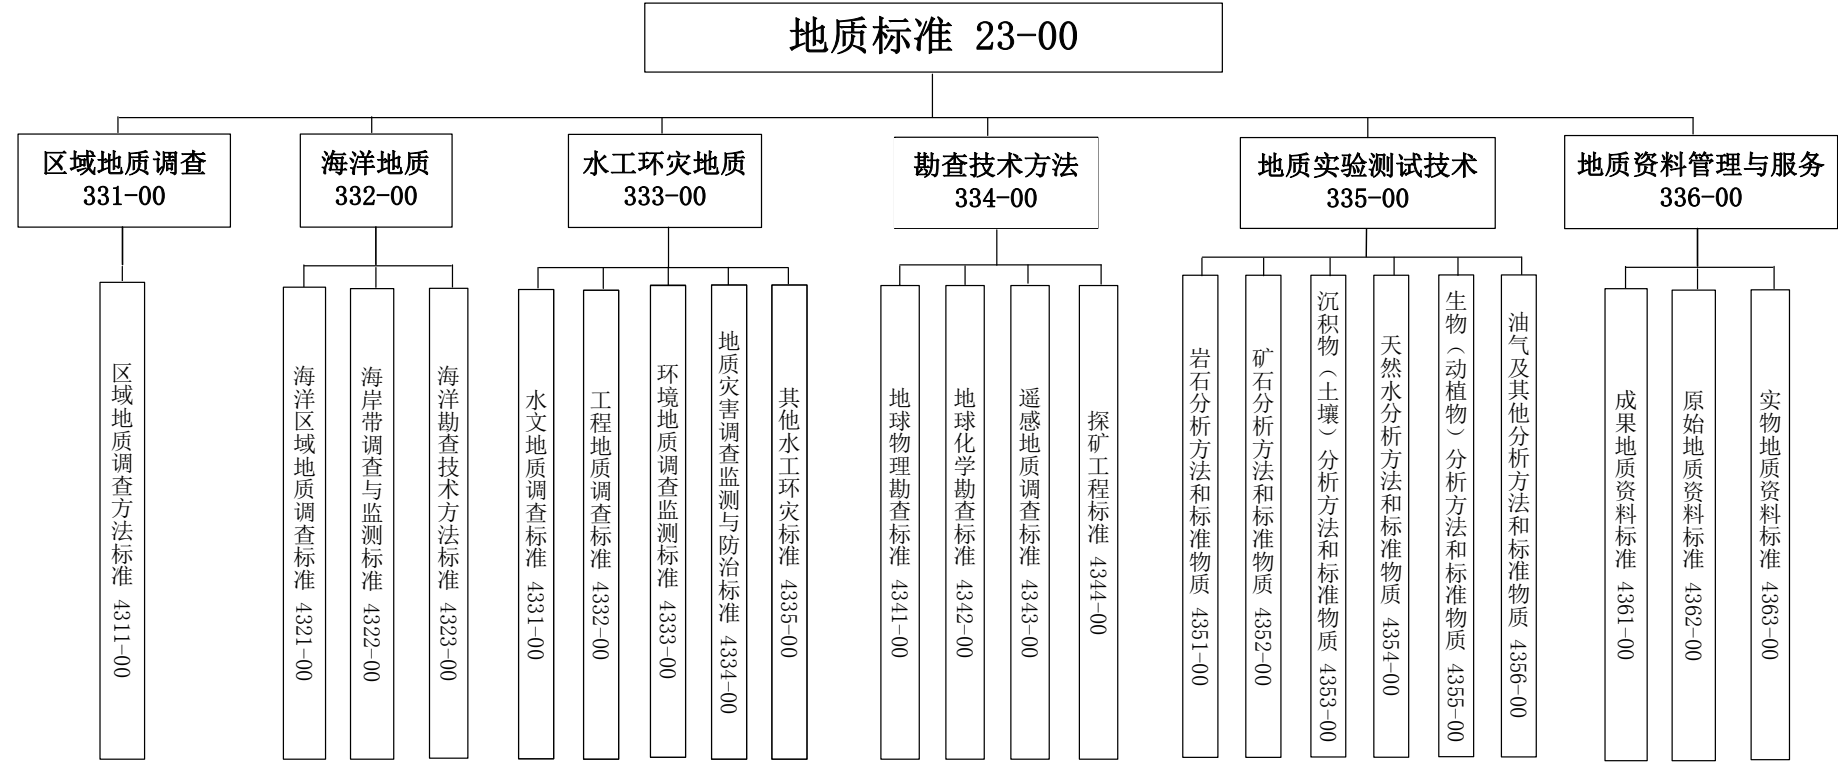 地质标准 23-00
区域地质调查
331-00
海洋地质
332-00
水工环灾地质
333-00
勘查技术方法
334-00
地质实验测试技术
335-00
地质资料管理与服务
336-00
区域地质调查方法标准 4311-00
海洋区域地质调查标准 4321-00
海岸带调查与监测标准 4322-00
海洋勘查技术方法标准 4323-00
水文地质调查标准 4331-00
工程地质调查标准 4332-00
环境地质调查监测标准 4333-00
地质灾害调查监测与防治标准 4334-00
其他水工环灾标准 4335-00
地球物理勘查标准 4341-00
地球化学勘查标准 4342-00
遥感地质调查标准 4343-00
探矿工程标准 4344-00
岩石分析方法和标准物质 4351-00
矿石分析方法和标准物质 4352-00
沉积物（土壤）分析方法和标准物质 4353-00
天然水分析方法和标准物质 4354-00
生物（动植物）分析方法和标准物质 4355-00
油气及其他分析方法和标准物质 4356-00
成果地质资料标准 4361-00
原始地质资料标准 4362-00
实物地质资料标准 4363-00